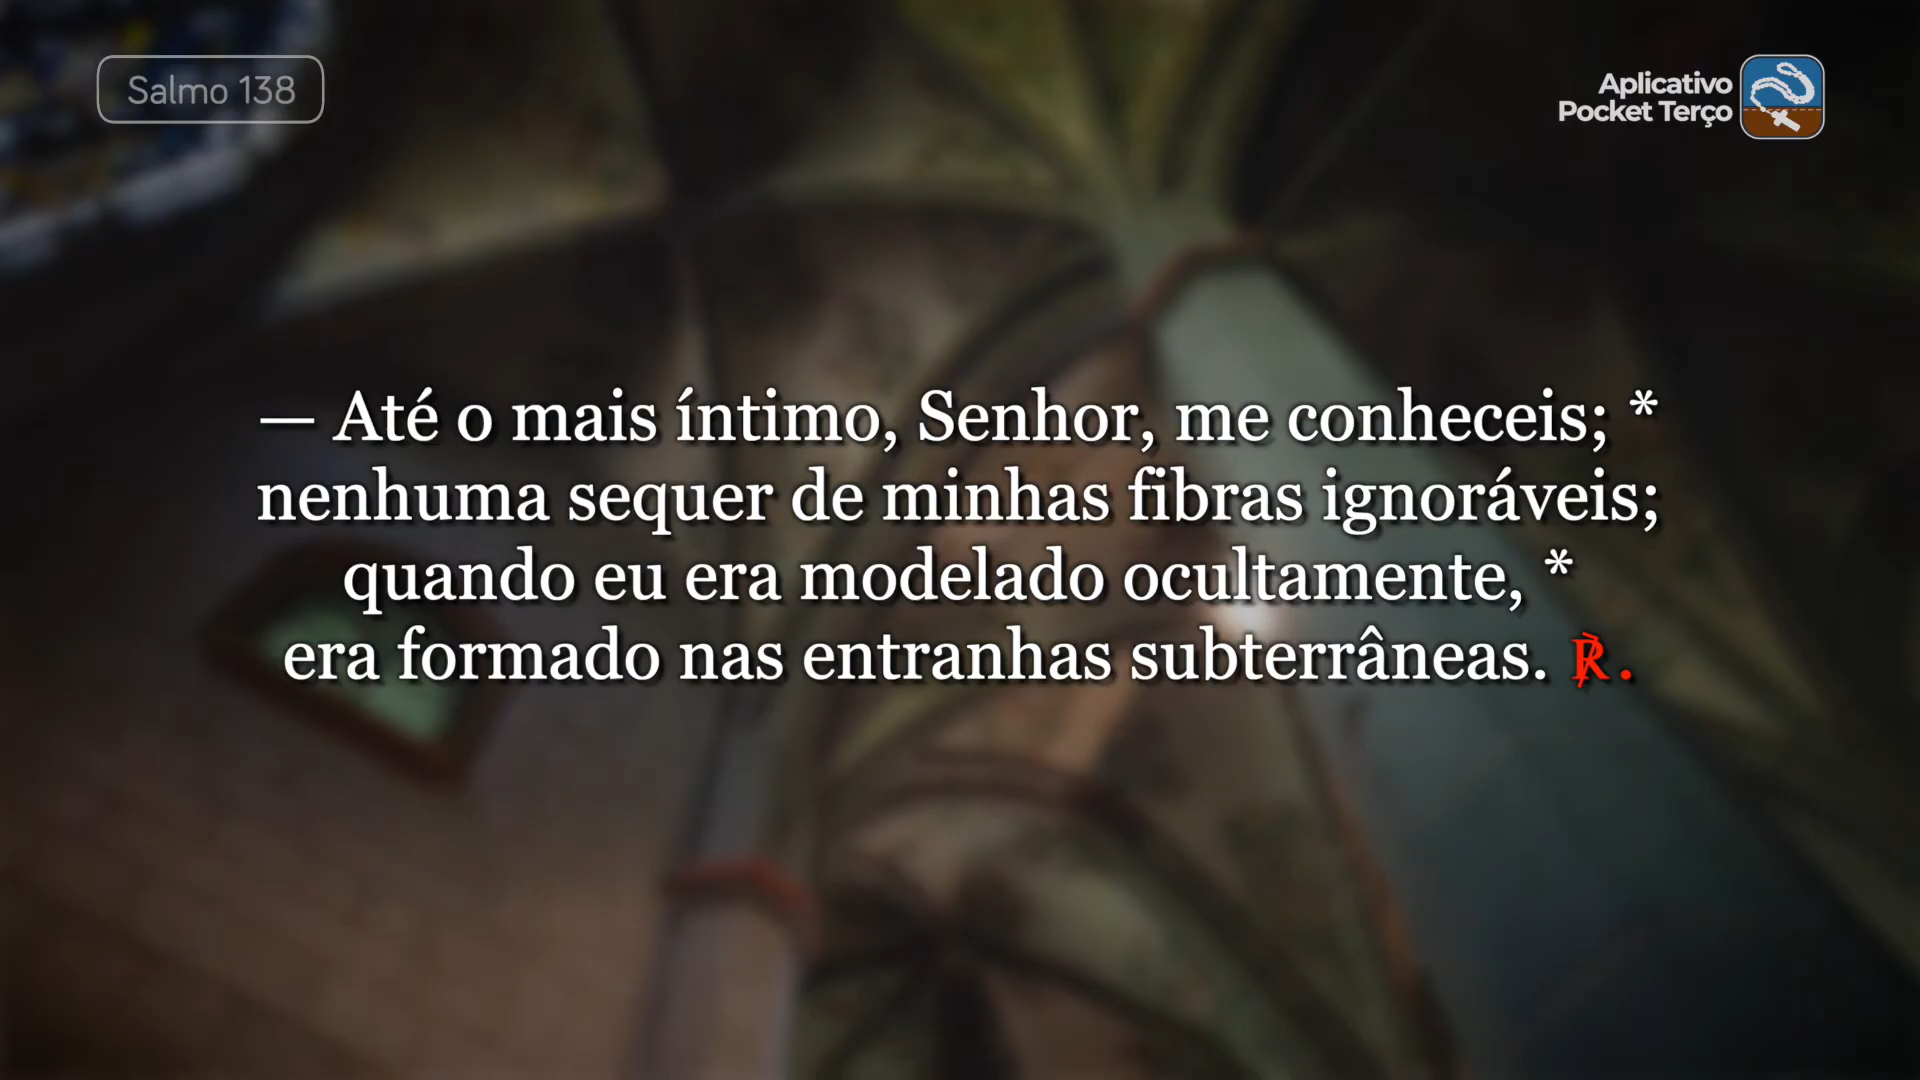 Salmo 138
Aplicativo
Pocket Terço
— Até o mais íntimo, Senhor, me conheceis; *
nenhuma sequer de minhas fibras ignoráveis;
quando eu era modelado ocultamente, *
era formado nas entranhas subterrâneas. ℟.